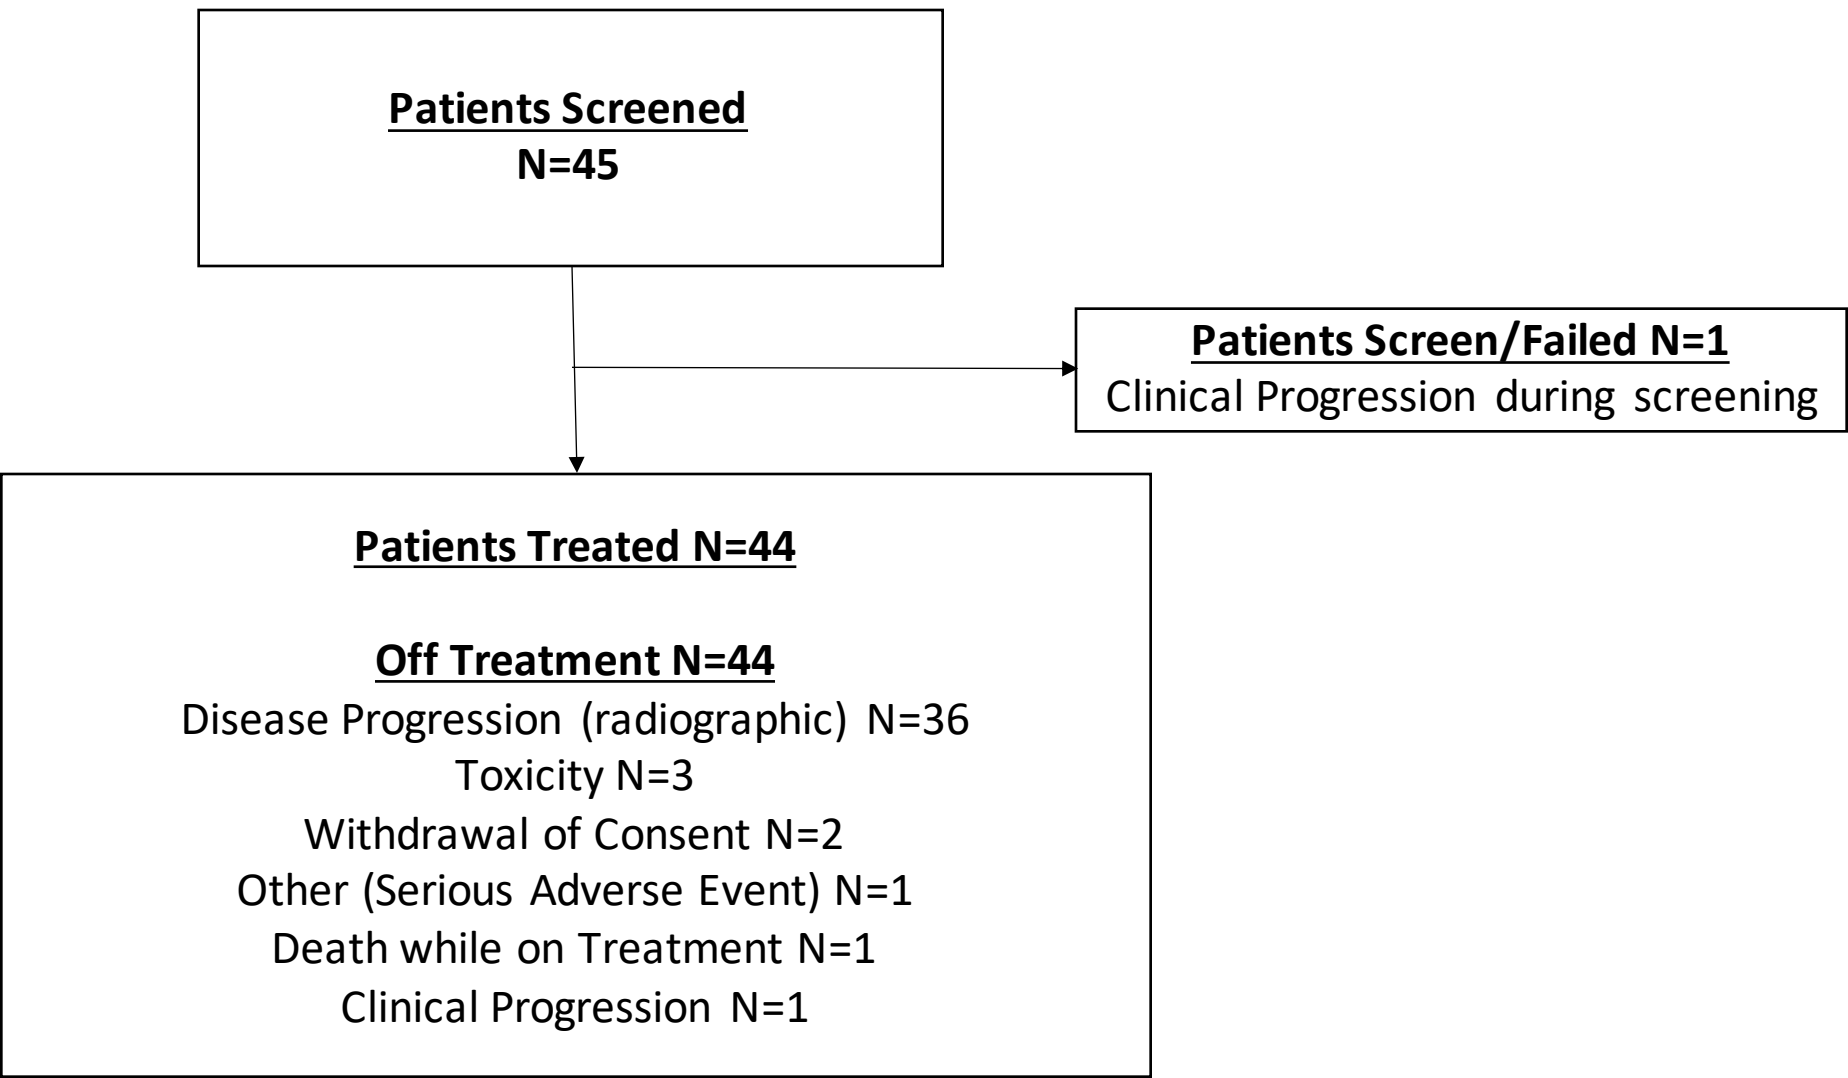 Patients Screened
N=45
Patients Screen/Failed N=1
Clinical Progression during screening
Patients Treated N=44
Off Treatment N=44
Disease Progression (radiographic) N=36
Toxicity N=3
Withdrawal of Consent N=2
Other (Serious Adverse Event) N=1
Death while on Treatment N=1
Clinical Progression N=1